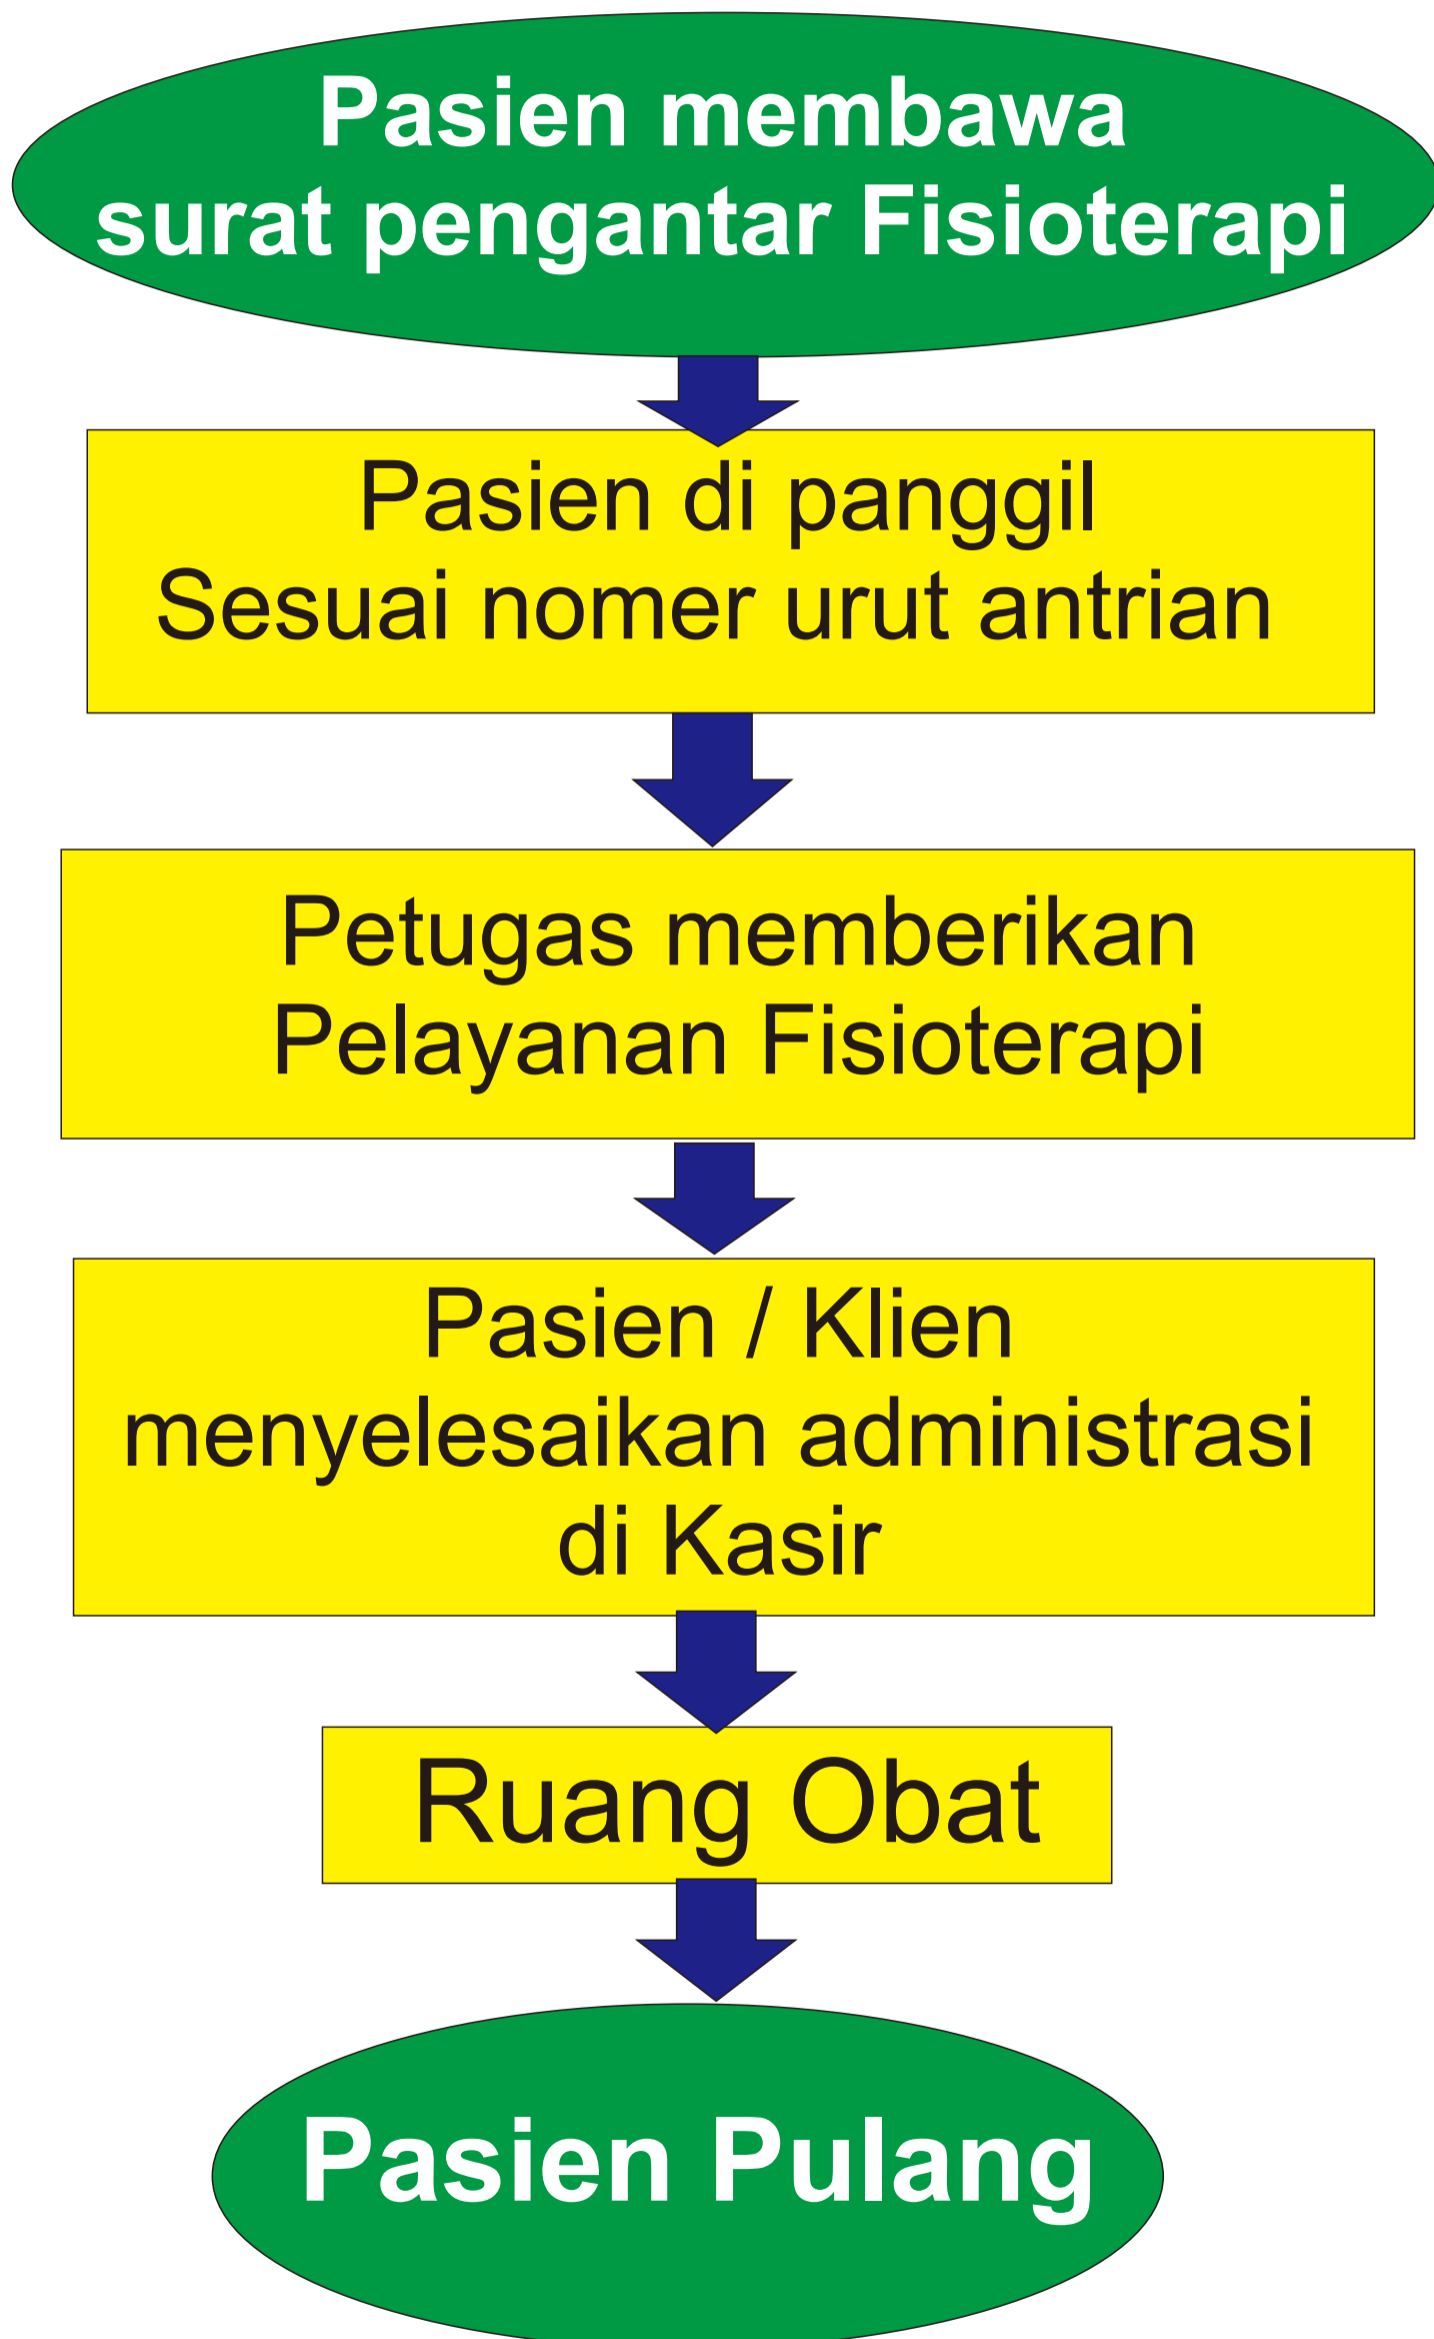 Pasien membawa
surat pengantar Fisioterapi
Pasien di panggil
Sesuai nomer urut antrian
Petugas memberikan
Pelayanan Fisioterapi
Pasien / Klien
menyelesaikan administrasi
di Kasir
Ruang Obat
Pasien Pulang